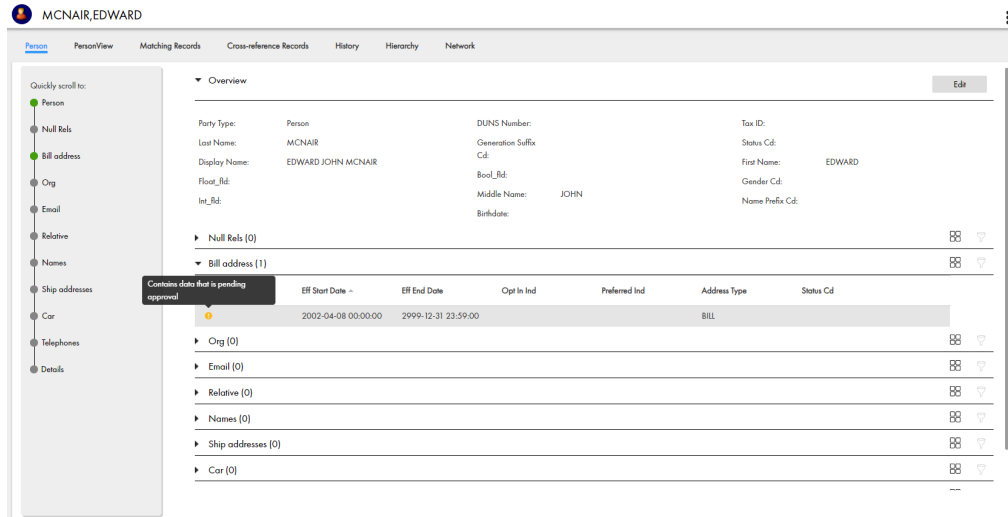 MCNAIR,EDWARD
Person PersonView Matching Records Cross-reference Records History Hierarchy Network
Quickly scroll to:
Person
Null Rels
Bill address
Org
Email
Relative
Names
Ship addresses
Car
Telephones
Details
Overview
Edit
Party Type: Person
Last Name: MCNAIR
Display Name: EDWARD JOHN MCNAIR
Float_fld:
Int_fld:
DUNS Number:
Generation Suffix
Cd:
Bool_fld:
Middle Name: JOHN
Birthdate:
Tax ID:
Status Cd:
First Name: EDWARD
Gender Cd:
Name Prefix Cd:
Null Rels (0)
Bill address (1)
Contains data that is pending
approval
Eff Start Date Eff End Date Opt In Ind Preferred Ind Address Type Status Cd
2002-04-08 00:00:00 2999-12-31 23:59:00 BILL
Org (0)
Email (0)
Relative (0)
Names (0)
Ship addresses (0)
Car (0)